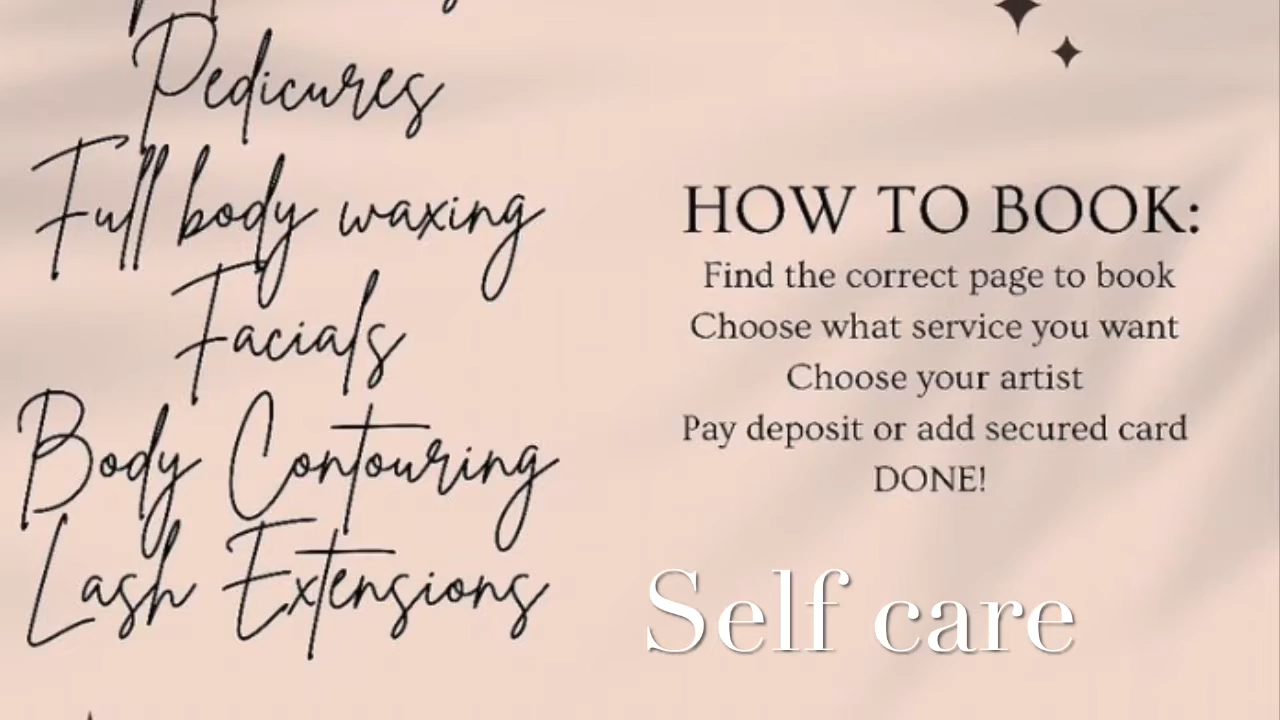 Pedicures
Full body waxing
Facials
Body Contouring
Lash Extensions
HOW TO BOOK:
Find the correct page to book
Choose what service you want
Choose your artist
Pay deposit or add secured card
DONE!
Self care